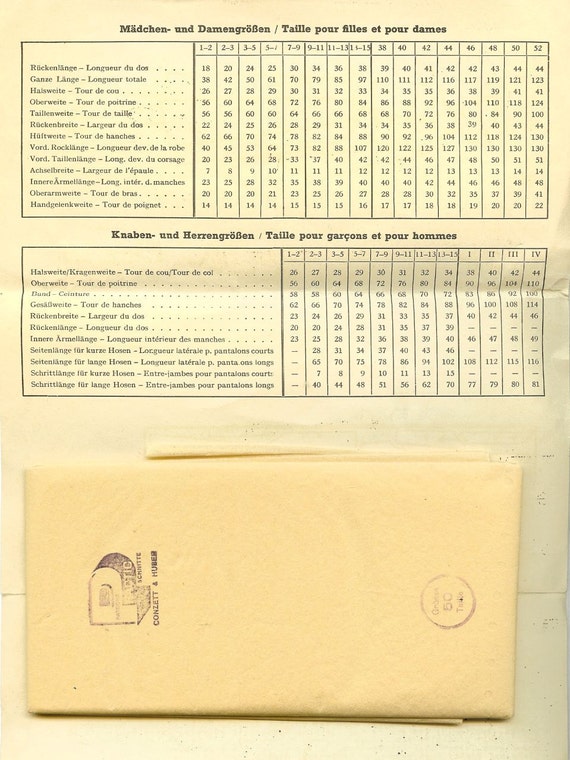 Mädchen- und Damengrößen / Taille pour filles et pour dames
1–2 2–3 3–5 5–7 7–9 9–11 11–13 13–15 38 40 42 44 46 48 50 52
Rückenlänge – Longueur du dos . . . . 18 20 24 25 30 34 36 38 39 40 41 42 42 43 44 44
Ganze Länge – Longueur totale . . . . 38 42 50 61 70 79 85 97 110 111 112 116 117 119 121 123
Halsweite – Tour de cou . . . . 26 27 28 29 30 31 32 34 35 35 36 38 38 39 41 41
Oberweite – Tour de poitrine . . . . 56 60 64 68 72 76 80 84 86 88 92 96 104 110 118 124
Taillenweite – Tour de taille . . . . 56 56 60 64 64 66 66 68 68 70 72 76 80 84 90 100
Rückenbreite – Largeur du dos . . . . 22 24 25 26 28 29 31 34 34 35 36 38 39 40 43 44
Hüftweite – Tour de hanches . . . . 62 66 70 74 78 82 84 88 90 92 96 104 112 118 124 130
Vord. Rocklänge – Longueur dev. de la robe 40 45 53 64 73 82 88 107 120 122 125 127 130 130 130 130
Vord. Taillenlänge – Long. dev. du corsage 20 23 26 28 33 37 40 42 44 46 47 48 50 51 51
Achselbreite – Largeur de l'épaule . . . . 7 8 9 10 11 11 12 12 12 12 12 13 13 13 14 14
Innere Ärmellänge – Long. intér. d. manches 23 25 28 32 35 38 39 40 43 43 44 45 46 47 48 48
Oberarmweite – Tour de bras . . . . 20 20 20 21 23 25 26 27 28 28 30 32 35 37 39 41
Handgelenkweite – Tour de poignet . . . 14 14 14 15 15 15 15 16 16 16 17 18 19 20 20 22
Knaben- und Herrengrößen / Taille pour garçons et pour hommes
1–2 2–3 3–5 5–7 7–9 9–11 11–13 13–15 I II III IV
Halsweite/Kragenweite – Tour de cou/Tour de col . . . . 26 27 28 29 30 31 32 34 38 40 42 44
Oberweite – Tour de poitrine . . . . 56 60 64 68 72 76 80 84 90 96 104 110
Bund – Ceinture . . . . 58 58 60 64 66 68 70 72 83 86 92 100
Gesäßweite – Tour de hanches . . . . 62 66 70 74 78 82 84 88 96 100 108 114
Rückenbreite – Largeur du dos . . . . 23 24 26 29 31 33 35 37 40 42 44 46
Rückenlänge – Longueur du dos . . . . 20 20 24 28 31 35 37 39 — — — —
Innere Ärmellänge – Longueur intérieur des manches . . . 23 25 28 32 36 38 39 40 46 47 48 49
Seitenlänge für kurze Hosen – Longueur latérale p. pantalons courts — 28 31 34 37 40 43 46 — — — —
Seitenlänge für lange Hosen – Longueur latérale p. pantalons longs — 65 70 75 78 86 94 102 108 112 115 116
Schrittlänge für kurze Hosen – Entre-jambes pour pantalons courts — 7 8 9 10 11 13 15 — — — —
Schrittlänge für lange Hosen – Entre-jambes pour pantalons longs — 40 44 48 51 56 62 70 77 79 80 81
SCHNITTE
CONZETT & HUBER
Grösse
50
Taille